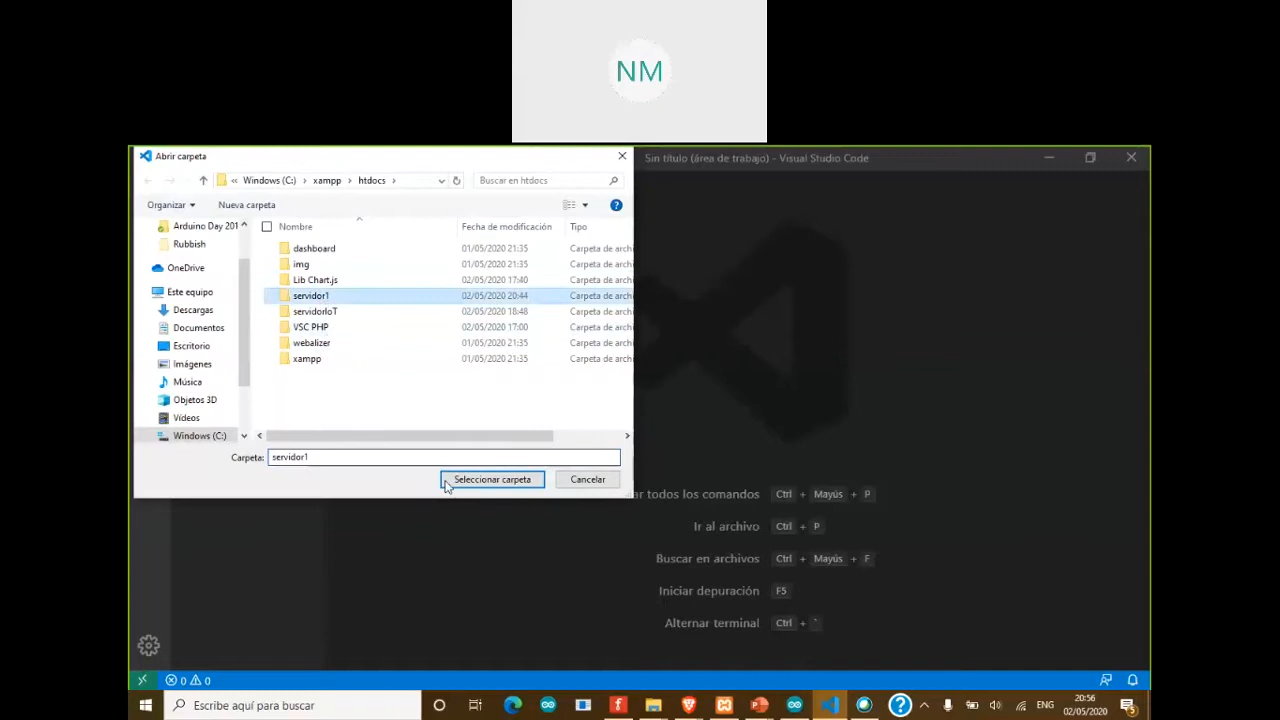 NM
Abrir carpeta
Sin título (área de trabajo) - Visual Studio Code
« Windows (C:) › xampp › htdocs ›
Buscar en htdocs
Organizar
Nueva carpeta
Arduino Day 201
Rubbish
OneDrive
Este equipo
Descargas
Documentos
Escritorio
Imágenes
Música
Objetos 3D
Vídeos
Windows (C:)
Nombre Fecha de modificación Tipo
dashboard 01/05/2020 21:35 Carpeta de archi
img 01/05/2020 21:35 Carpeta de archi
Lib Chart.js 02/05/2020 17:40 Carpeta de archi
servidor1 02/05/2020 20:44 Carpeta de archi
servidorIoT 02/05/2020 18:48 Carpeta de archi
VSC PHP 02/05/2020 17:00 Carpeta de archi
webalizer 01/05/2020 21:35 Carpeta de archi
xampp 01/05/2020 21:35 Carpeta de archi
Carpeta: servidor1
Seleccionar carpeta Cancelar
ar todos los comandos Ctrl + Mayús + P
Ir al archivo Ctrl + P
Buscar en archivos Ctrl + Mayús + F
Iniciar depuración F5
Alternar terminal Ctrl + `
0 0
Escribe aquí para buscar
ENG
20:56
02/05/2020
5